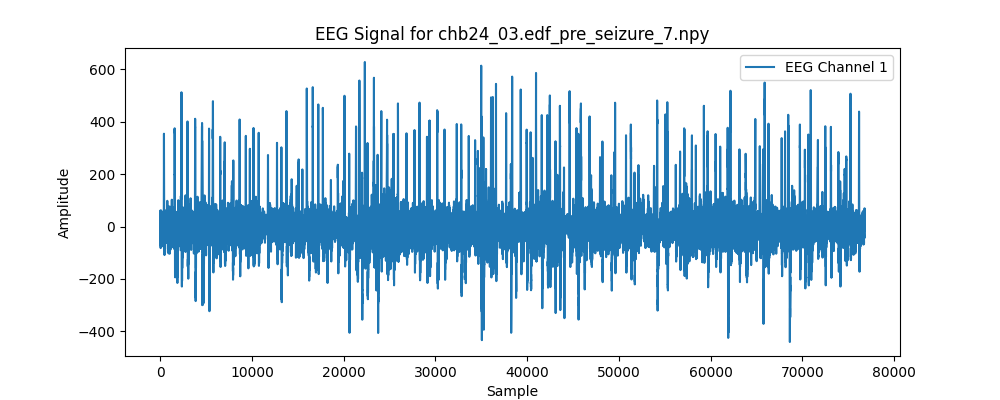 EEG Signal for chb24_03.edf_pre_seizure_7.npy
EEG Channel 1
600
400
200
0
−200
−400
Amplitude
0 10000 20000 30000 40000 50000 60000 70000 80000
Sample